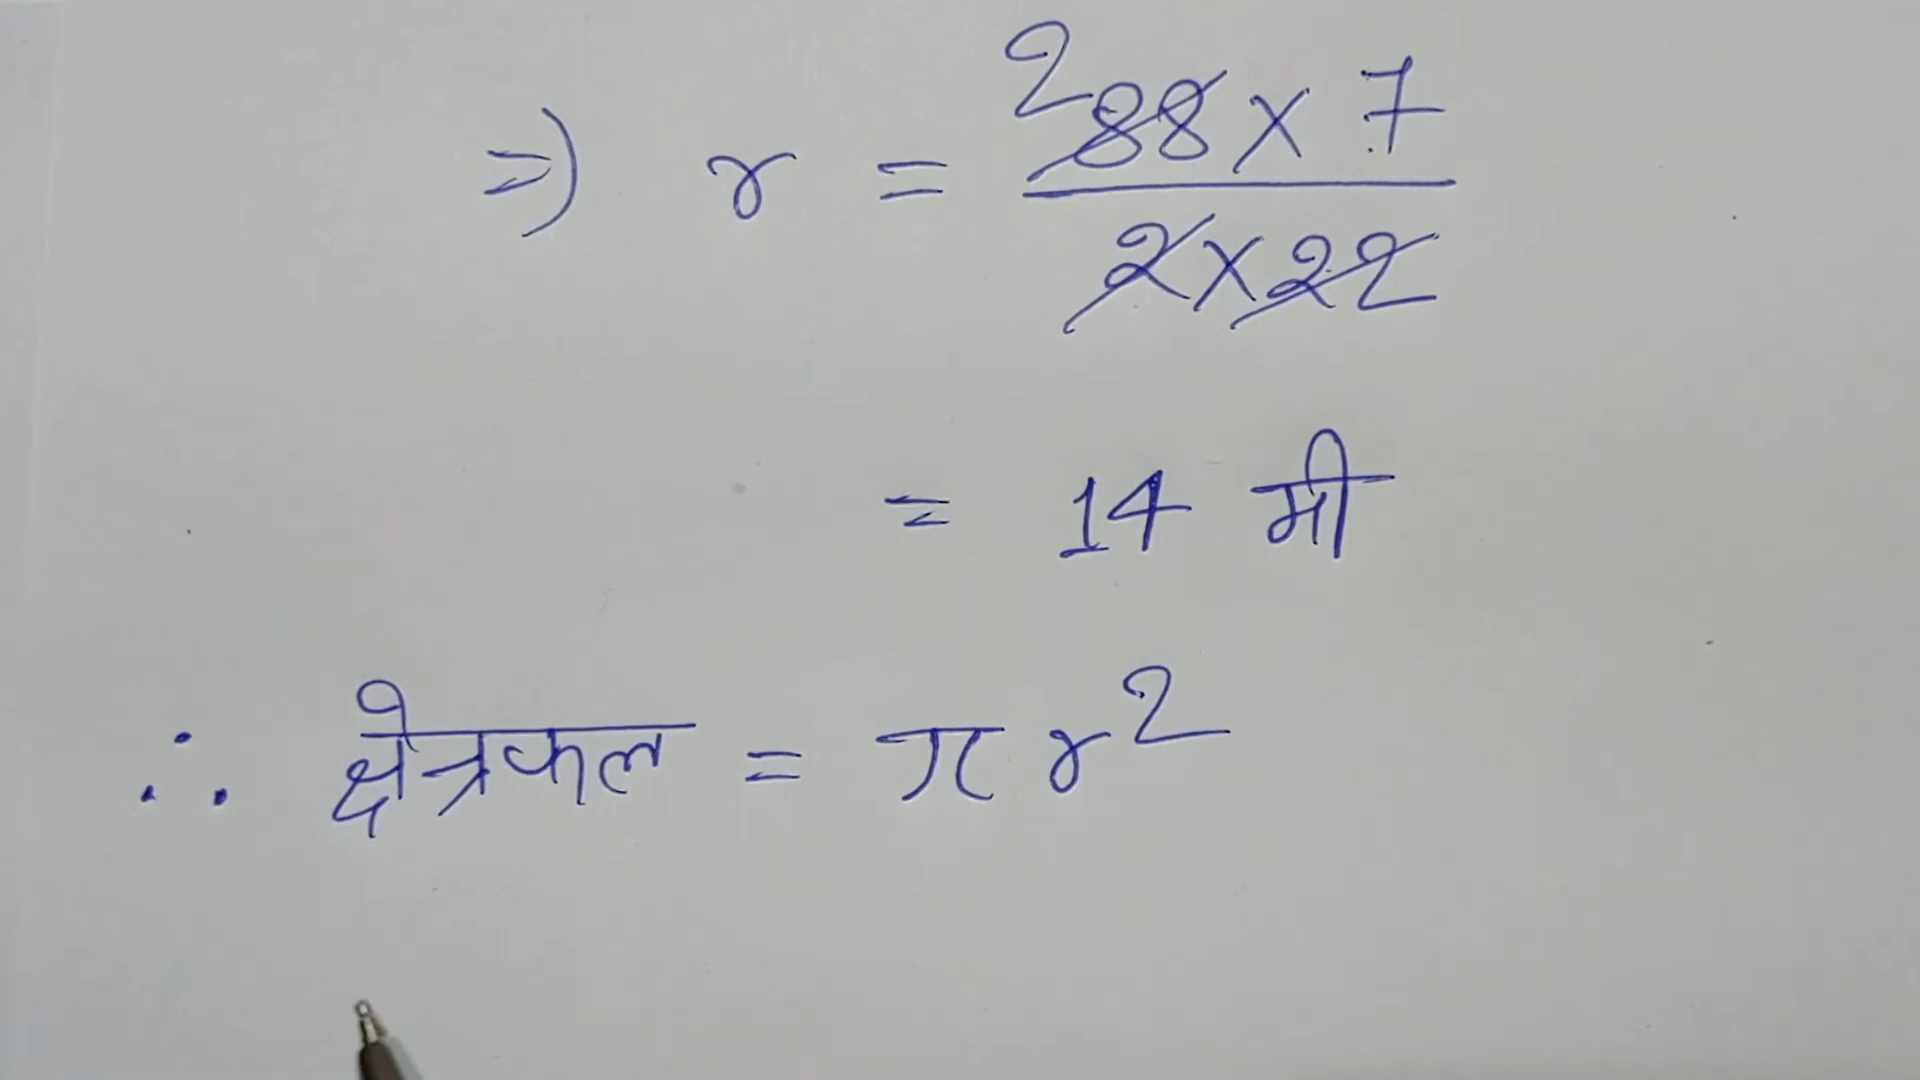 2
⇒ r = 88 × 7
2 × 22
= 14 मी
∴ क्षेत्रफल = π r²